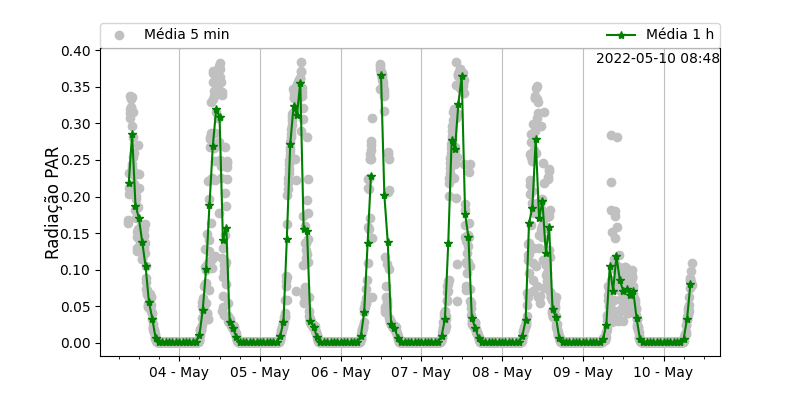 Média 5 min
Média 1 h
2022-05-10 08:48
Radiação PAR
0.40
0.35
0.30
0.25
0.20
0.15
0.10
0.05
0.00
04 - May
05 - May
06 - May
07 - May
08 - May
09 - May
10 - May